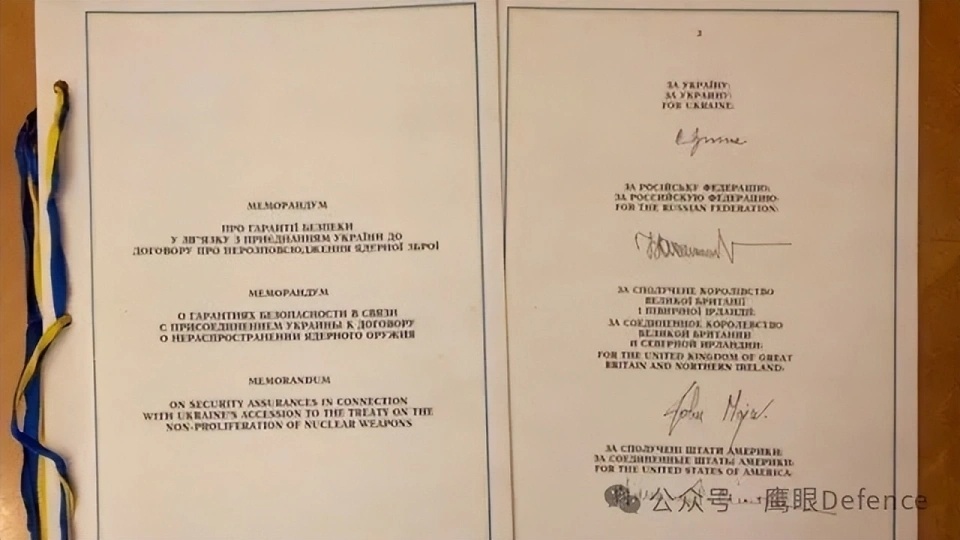 МЕМОРАНДУМ
ПРО ГАРАНТІЇ БЕЗПЕКИ
У ЗВ'ЯЗКУ З ПРИЄДНАННЯМ УКРАЇНИ ДО
ДОГОВОРУ ПРО НЕРОЗПОВСЮДЖЕННЯ ЯДЕРНОЇ ЗБРОЇ
МЕМОРАНДУМ
О ГАРАНТИЯХ БЕЗОПАСНОСТИ В СВЯЗИ
С ПРИСОЕДИНЕНИЕМ УКРАИНЫ К ДОГОВОРУ
О НЕРАСПРОСТРАНЕНИИ ЯДЕРНОГО ОРУЖИЯ
MEMORANDUM
ON SECURITY ASSURANCES IN CONNECTION
WITH UKRAINE'S ACCESSION TO THE TREATY ON THE
NON-PROLIFERATION OF NUCLEAR WEAPONS
3
ЗА УКРАЇНУ:
ЗА УКРАИНУ:
FOR UKRAINE:
ЗА РОСІЙСЬКУ ФЕДЕРАЦІЮ:
ЗА РОССИЙСКУЮ ФЕДЕРАЦИЮ:
FOR THE RUSSIAN FEDERATION:
ЗА СПОЛУЧЕНЕ КОРОЛІВСТВО
ВЕЛИКОЇ БРИТАНІЇ
І ПІВНІЧНОЇ ІРЛАНДІЇ:
ЗА СОЕДИНЕННОЕ КОРОЛЕВСТВО
ВЕЛИКОЙ БРИТАНИИ
И СЕВЕРНОЙ ИРЛАНДИИ:
FOR THE UNITED KINGDOM OF GREAT
BRITAIN AND NORTHERN IRELAND:
John Major
ЗА СПОЛУЧЕНІ ШТАТИ АМЕРИКИ:
ЗА СОЕДИНЕННЫЕ ШТАТЫ АМЕРИКИ:
FOR THE UNITED STATES OF AMERICA:
公众号 · 鹰眼Defence